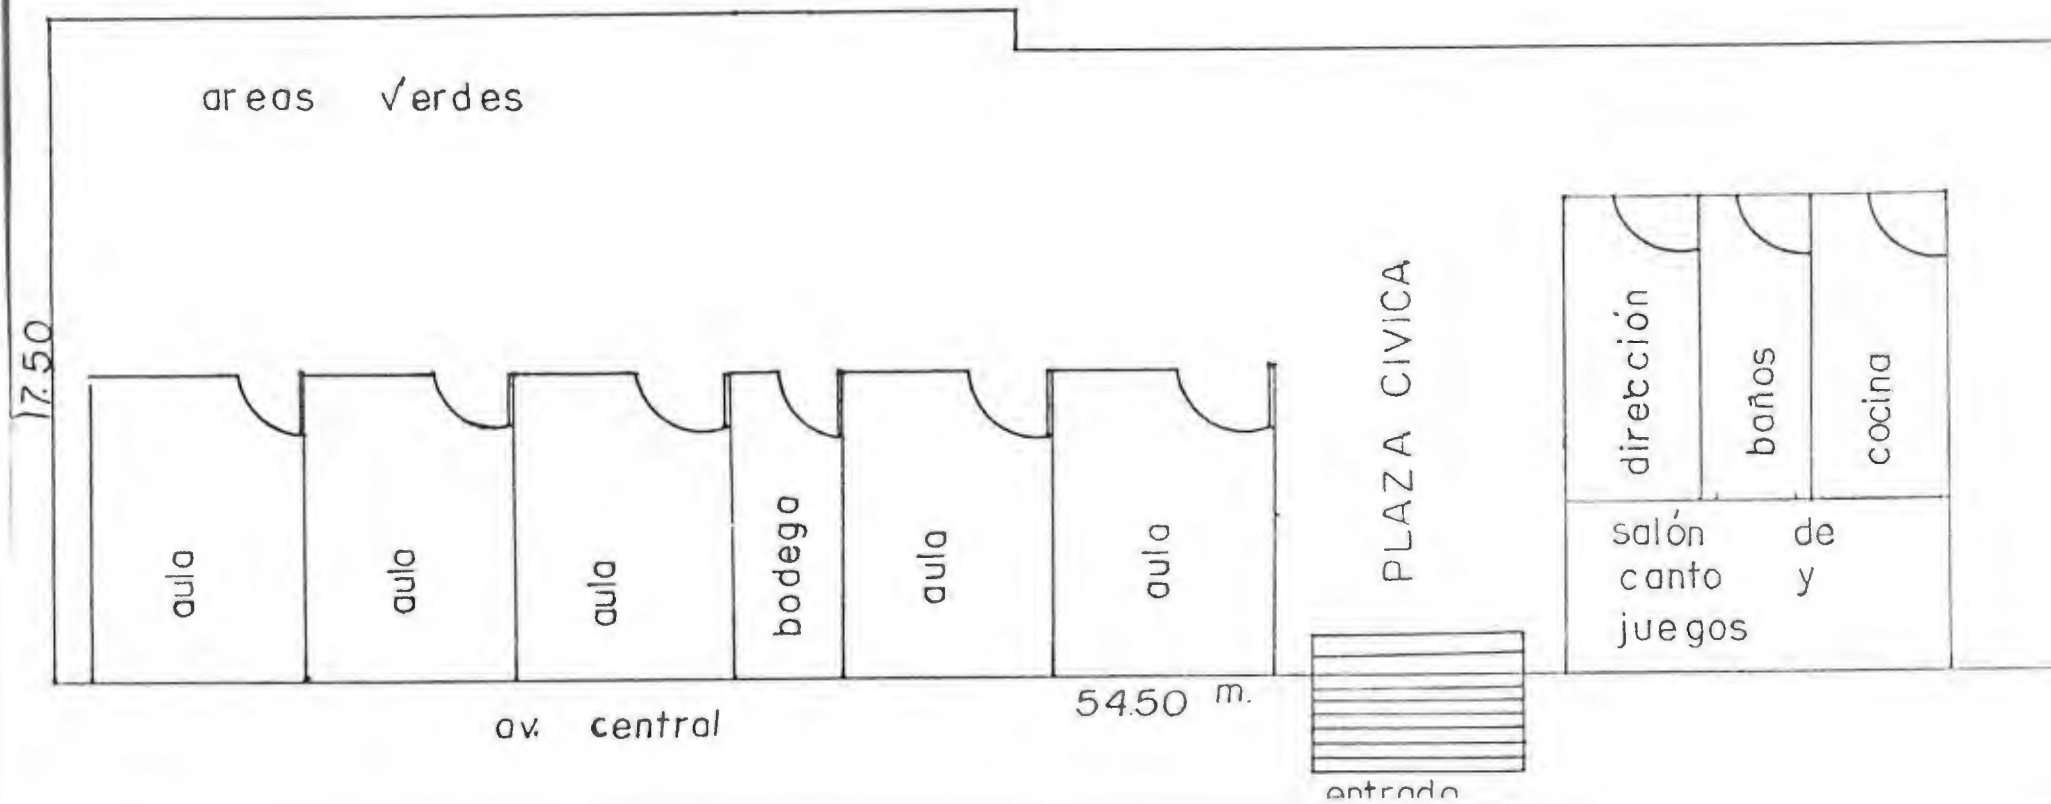 areas verdes
17.50
aula
aula
aula
bodega
aula
aula
PLAZA CIVICA
dirección
baños
cocina
salón de
canto y
juegos
av. central
54.50 m.
entrada